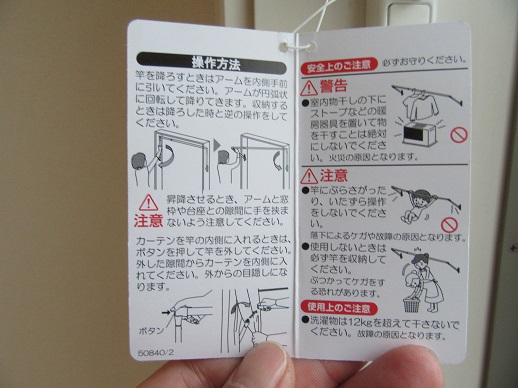 操作方法
竿を降ろすときはアームを内側手前
に引いてください。アームが円弧状
に回転して降りてきます。収納する
ときは降ろした時と逆の操作をして
ください。
注意
昇降させるとき、アームと窓
枠や台座との隙間に手を挟ま
ないよう注意してください。
カーテンを竿の内側に入れるときは、
ボタンを押して竿を外してください。
外した隙間からカーテンを内側に入
れてください。外からの目隠しにな
ります。
ボタン
50840/2
安全上のご注意 必ずお守りください。
警告
●室内物干しの下に
ストーブなどの暖
房器具を置いて物
を干すことは絶対
にしないでくださ
い。火災の原因となります。
注意
●竿にぶらさがった
り、いたずら操作
をしないでくださ
い。
落下によるケガや故障の原因となります。
●使用しないときは
必ず竿を収納して
ください。
ぶつかってケガをす
る恐れがあります。
使用上のご注意
●洗濯物は12kgを超えて干さないで
ください。故障の原因となります。